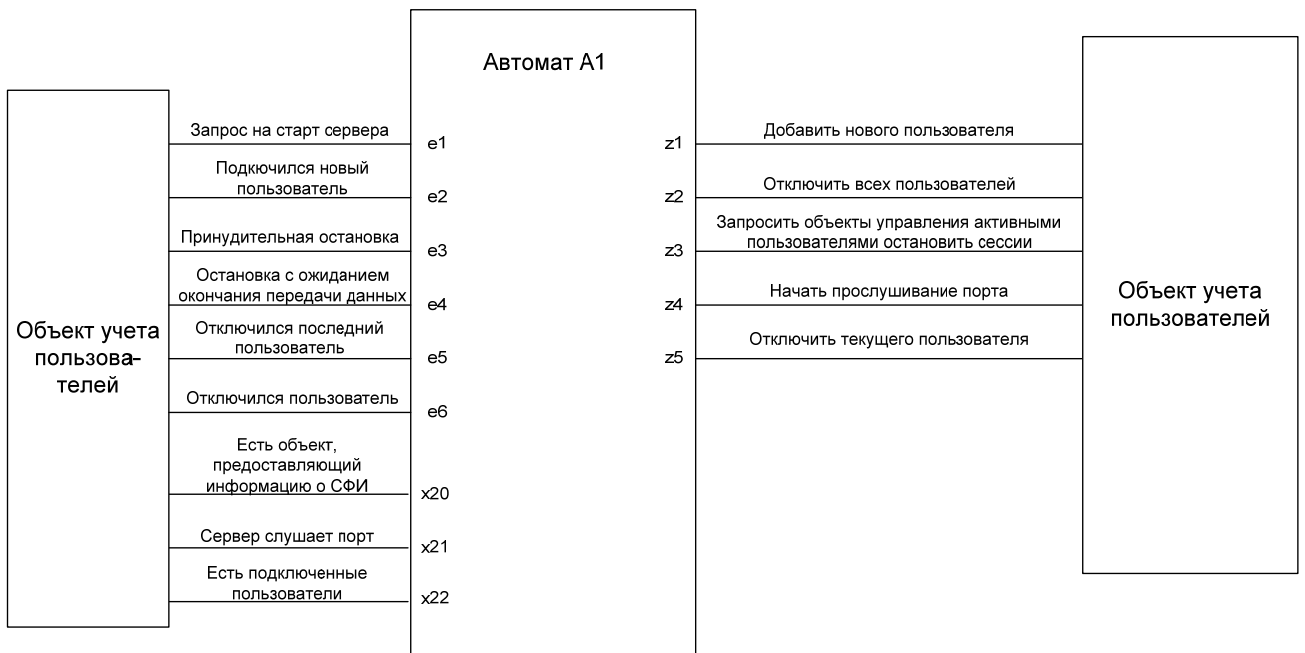 Автомат A1
Объект учета
пользова-
телей
Запрос на старт сервера
e1
Подкючился новый
пользователь
e2
Принудительная остановка
e3
Остановка с ожиданием
окончания передачи данных
e4
Отключился последний
пользователь
e5
Отключился пользователь
e6
Есть объект,
предоставляющий
информацию о СФИ
x20
Сервер слушает порт
x21
Есть подключенные
пользователи
x22
z1
Добавить нового пользователя
z2
Отключить всех пользователей
z3
Запросить объекты управления активными
пользователями остановить сессии
z4
Начать прослушивание порта
z5
Отключить текущего пользователя
Объект учета
пользователей